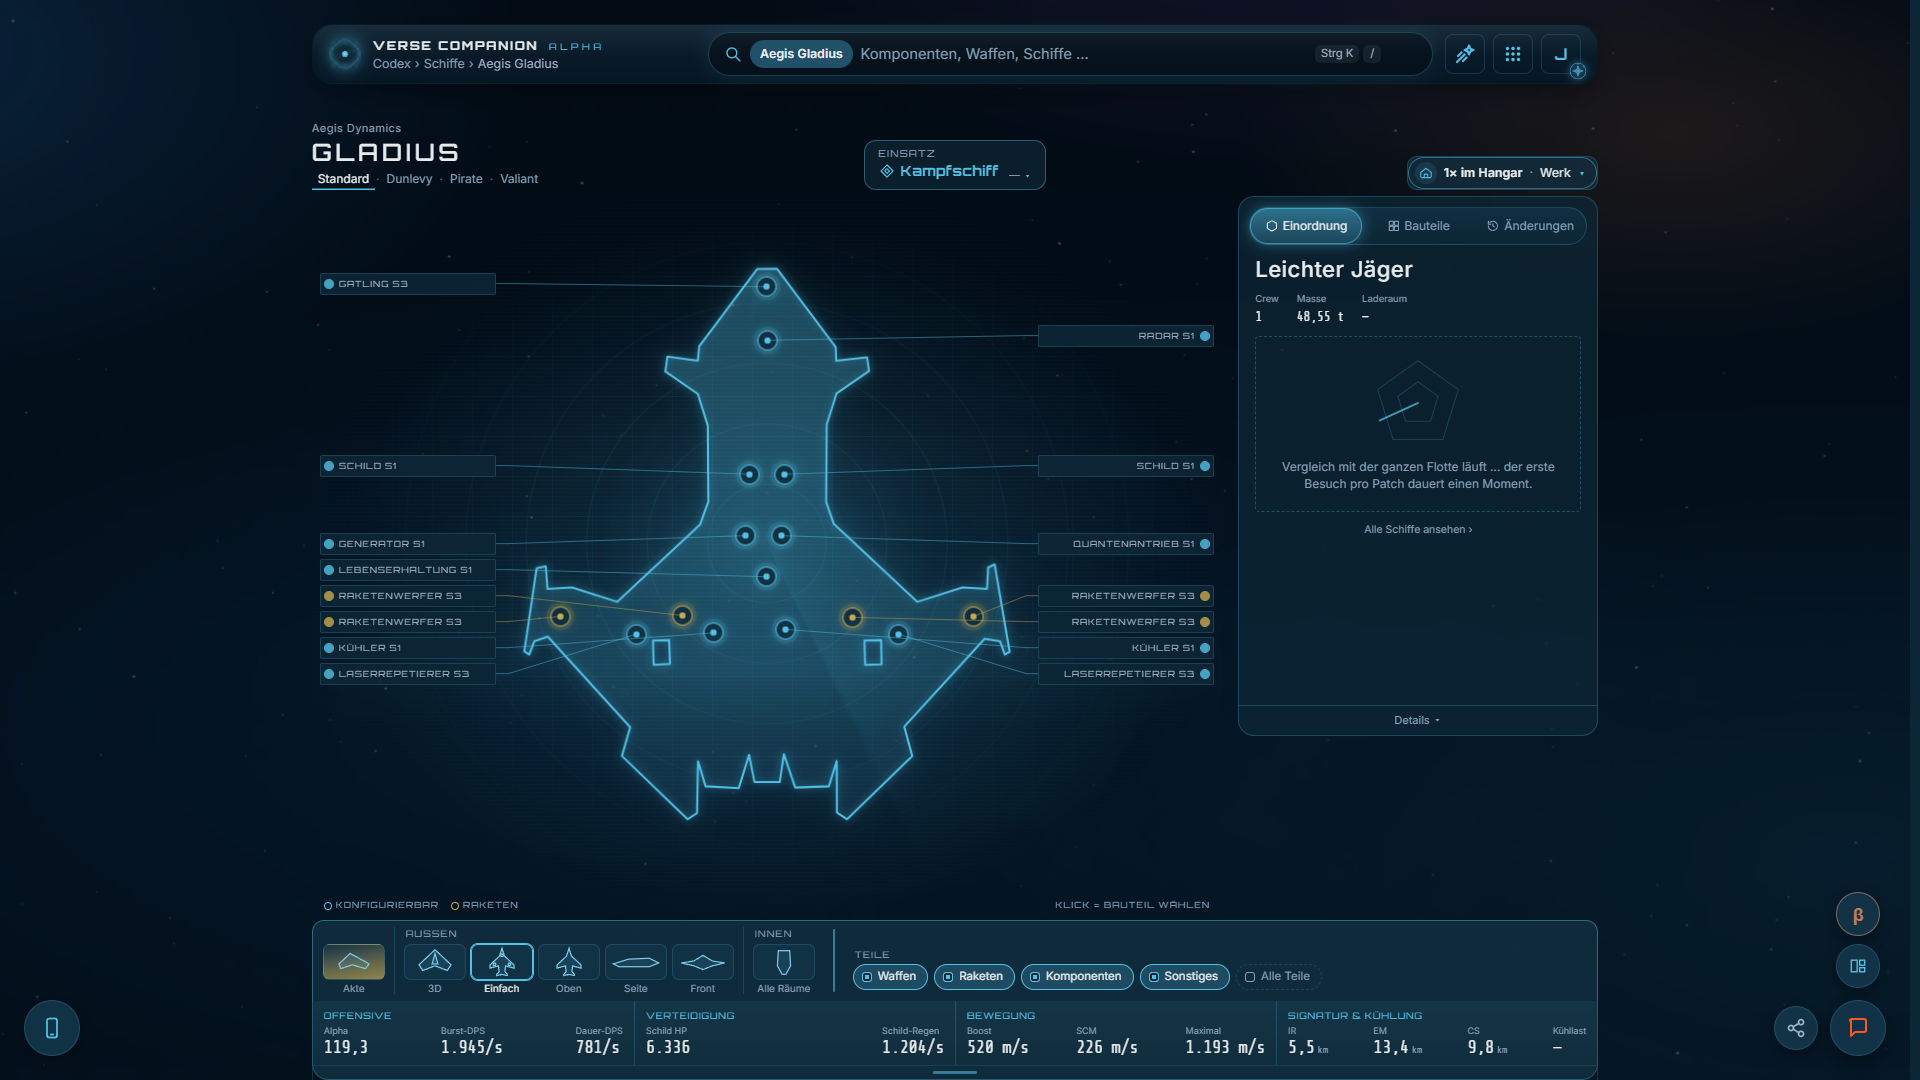 VERSE COMPANION ALPHA
Codex › Schiffe › Aegis Gladius
Aegis Gladius Komponenten, Waffen, Schiffe ... Strg K /
Aegis Dynamics
GLADIUS
Standard · Dunlevy · Pirate · Valiant
EINSATZ
Kampfschiff
1× im Hangar · Werk
Einordnung Bauteile Änderungen
Leichter Jäger
Crew Masse Laderaum
1 48,55 t –
Vergleich mit der ganzen Flotte läuft ... der erste
Besuch pro Patch dauert einen Moment.
Alle Schiffe ansehen ›
Details
GATLING S3
RADAR S1
SCHILD S1
SCHILD S1
GENERATOR S1
QUANTENANTRIEB S1
LEBENSERHALTUNG S1
RAKETENWERFER S3
RAKETENWERFER S3
RAKETENWERFER S3
RAKETENWERFER S3
KÜHLER S1
KÜHLER S1
LASERREPETIERER S3
LASERREPETIERER S3
KONFIGURIERBAR RAKETEN
KLICK = BAUTEIL WÄHLEN
AUSSEN INNEN
Akte 3D Einfach Oben Seite Front Alle Räume
TEILE
Waffen Raketen Komponenten Sonstiges Alle Teile
OFFENSIVE
Alpha Burst-DPS Dauer-DPS
119,3 1.945/s 781/s
VERTEIDIGUNG
Schild HP Schild-Regen
6.336 1.204/s
BEWEGUNG
Boost SCM Maximal
520 m/s 226 m/s 1.193 m/s
SIGNATUR & KÜHLUNG
IR EM CS Kühllast
5,5 km 13,4 km 9,8 km –
β